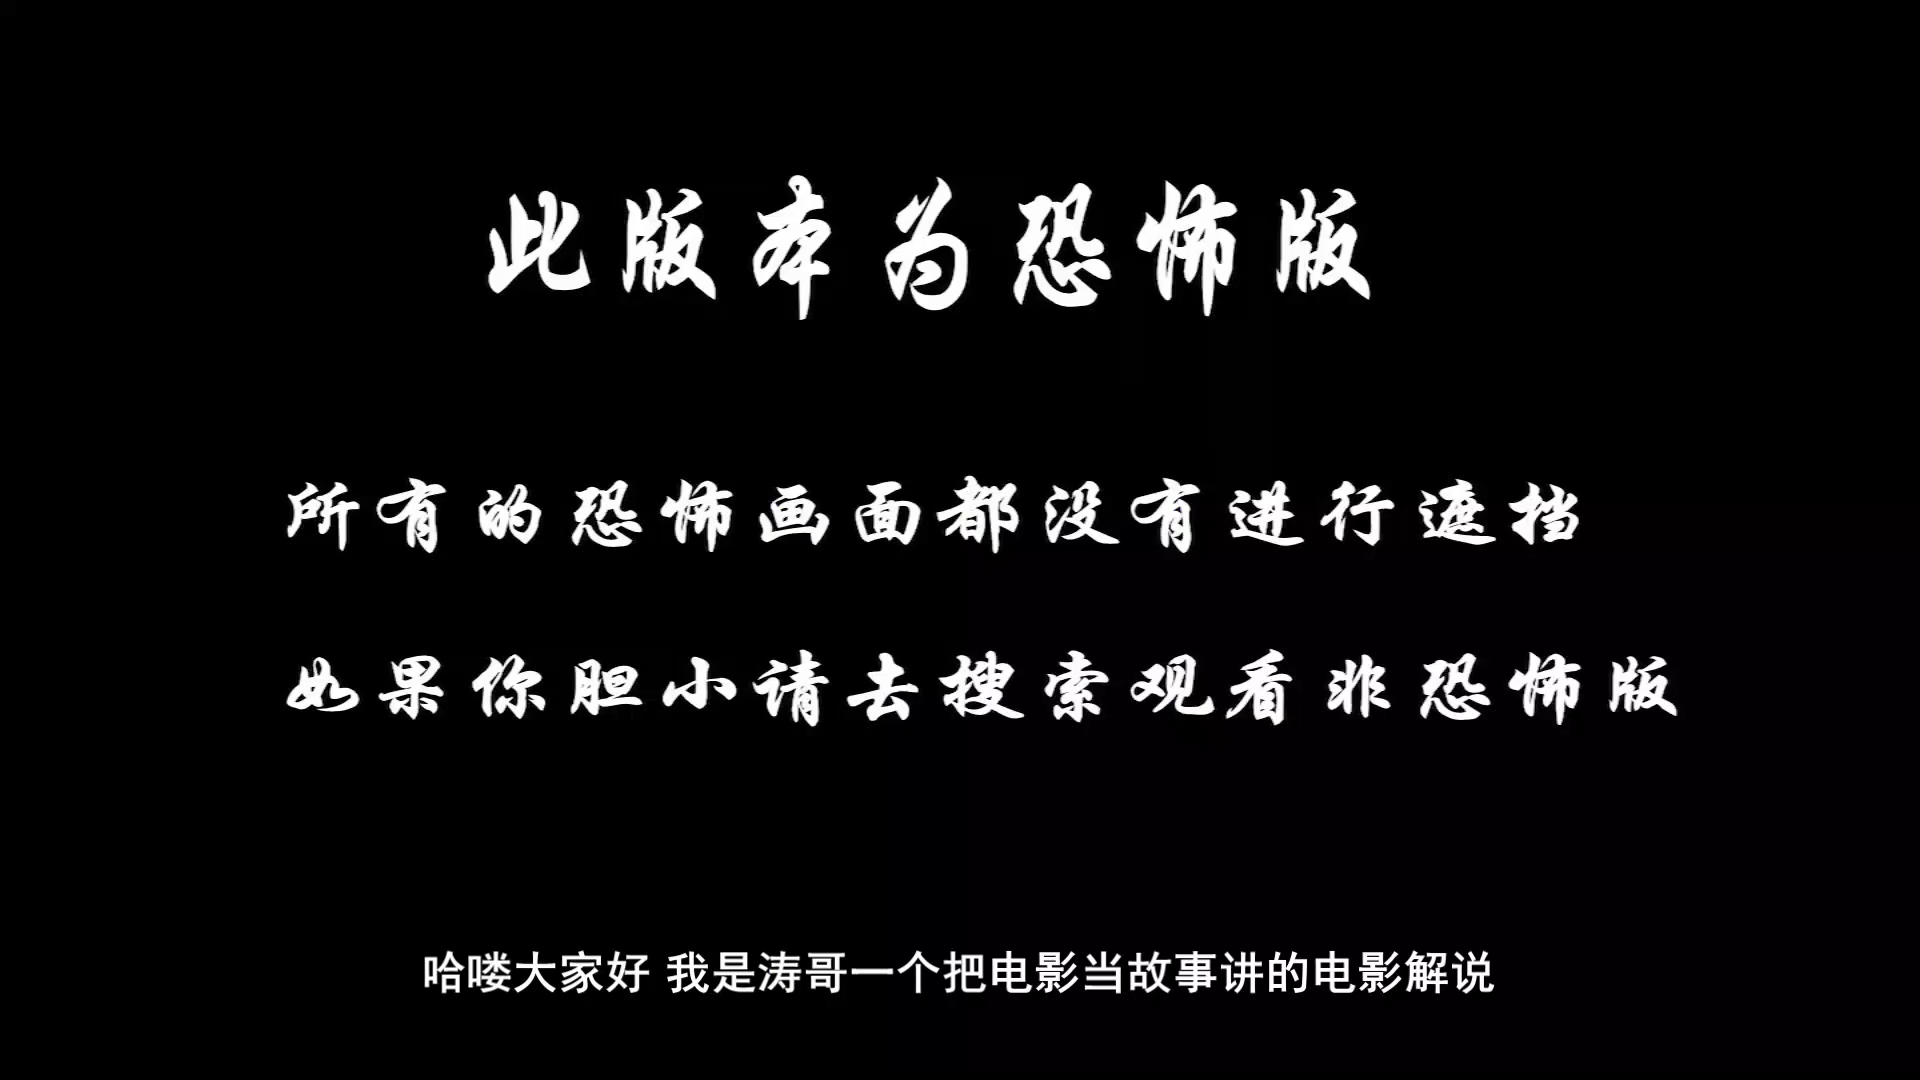 此版本为恐怖版
所有的恐怖画面都没有进行遮挡
如果你胆小请去搜索观看非恐怖版
哈喽大家好 我是涛哥一个把电影当故事讲的电影解说